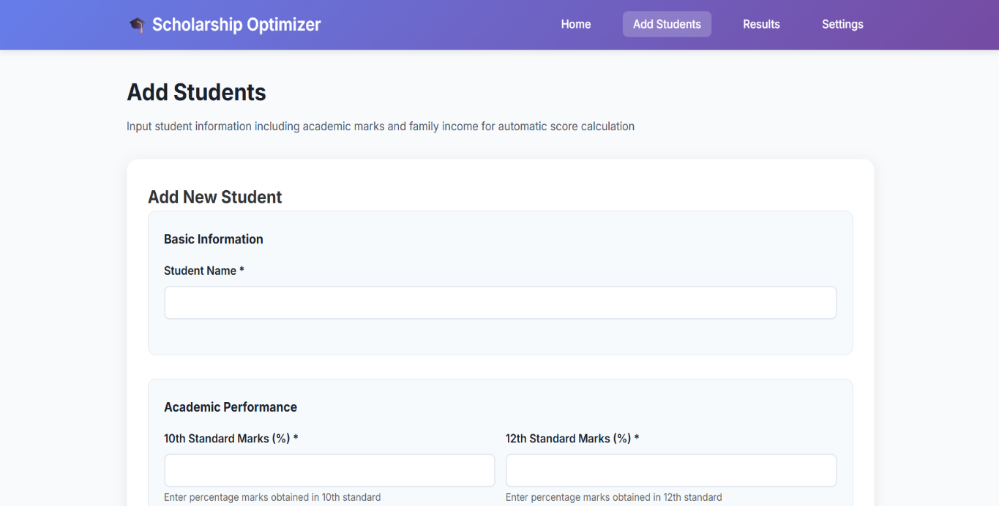 Scholarship Optimizer
Home Add Students Results Settings
Add Students
Input student information including academic marks and family income for automatic score calculation
Add New Student
Basic Information
Student Name *
Academic Performance
10th Standard Marks (%) * 12th Standard Marks (%) *
Enter percentage marks obtained in 10th standard Enter percentage marks obtained in 12th standard